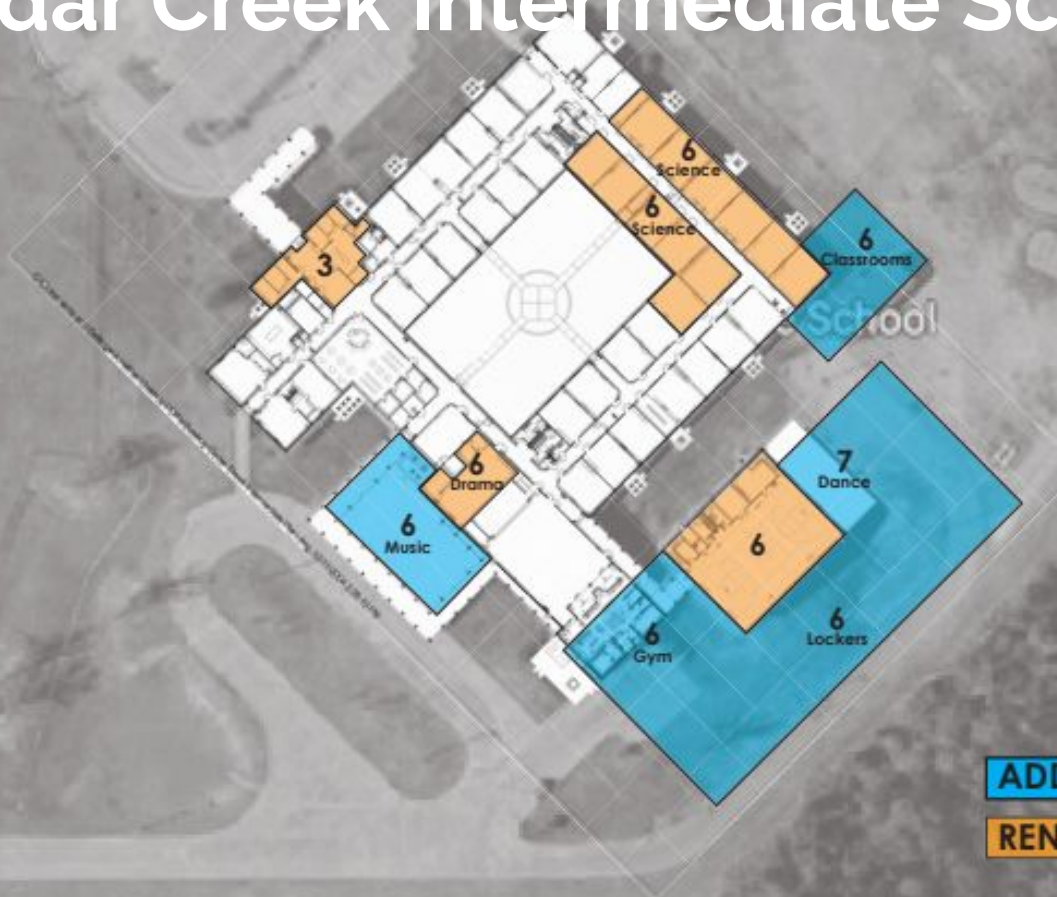 dar Creek Intermediate Sc
6
Science
6
Science
6
Classrooms
School
3
7
Dance
6
Drama
6
Music
6
6
Lockers
6
Gym
ADD
REN